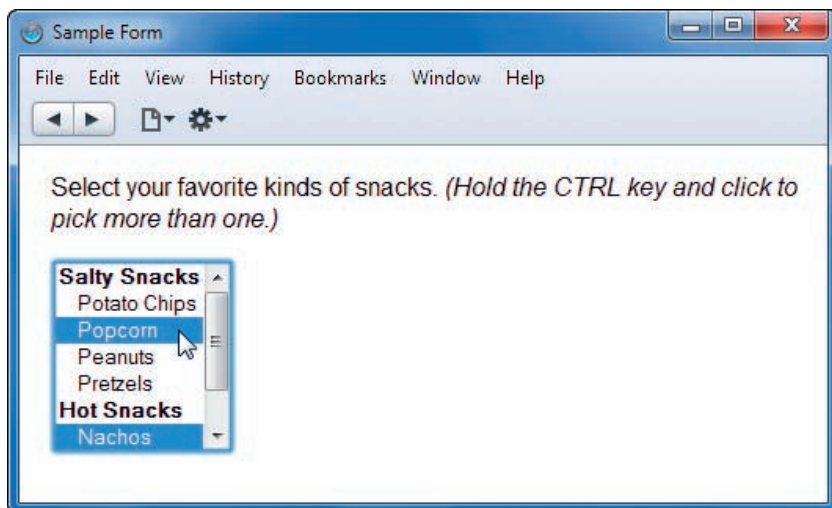 Sample Form
File Edit View History Bookmarks Window Help
Select your favorite kinds of snacks. (Hold the CTRL key and click to
pick more than one.)
Salty Snacks
Potato Chips
Popcorn
Peanuts
Pretzels
Hot Snacks
Nachos